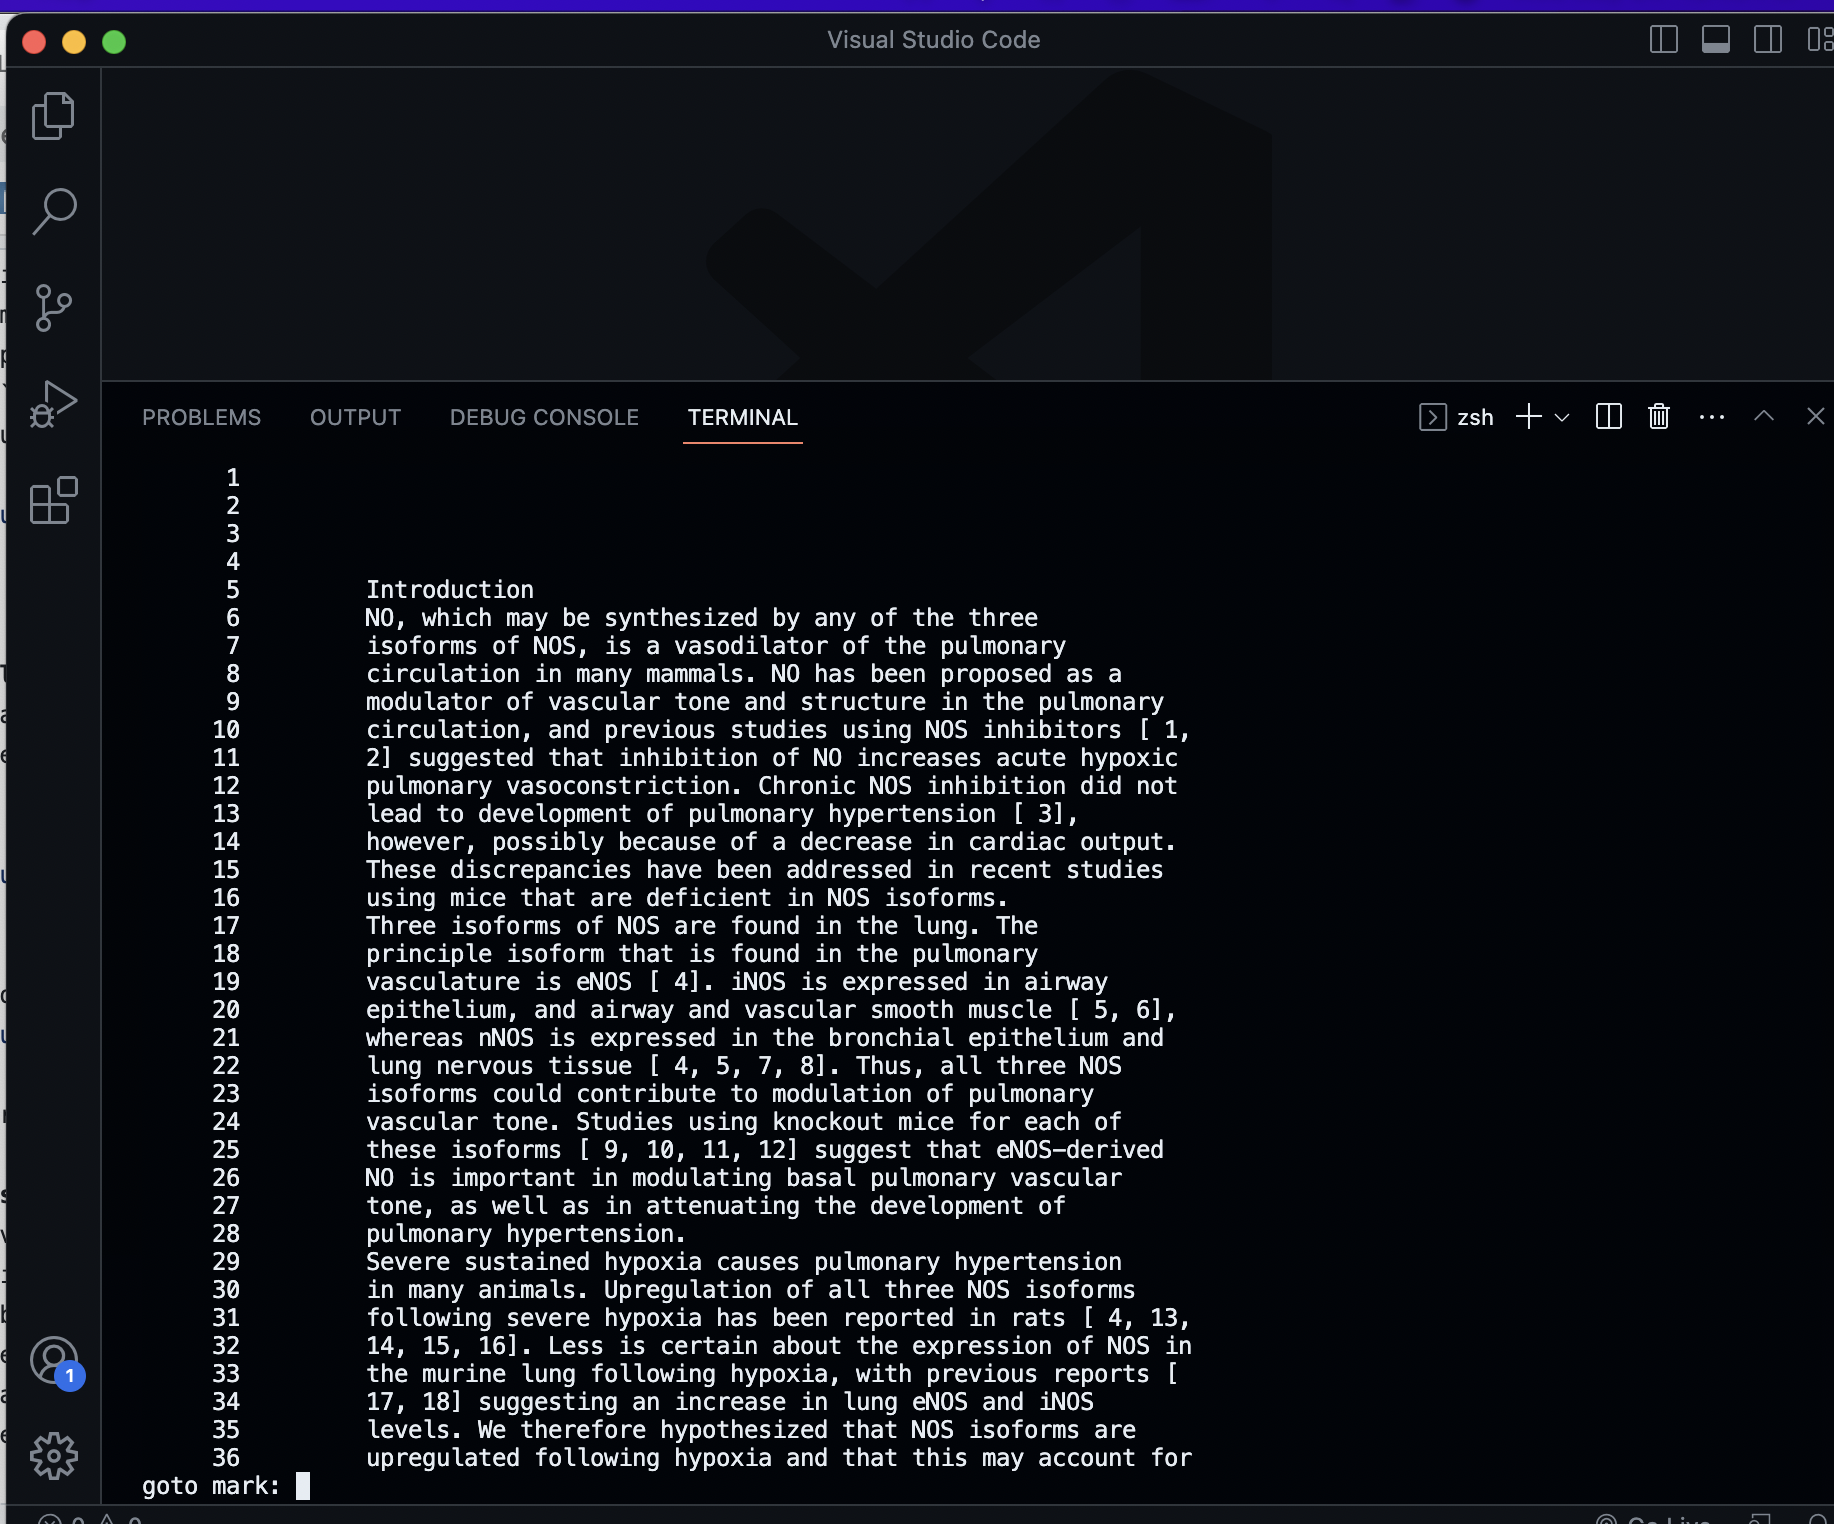 Visual Studio Code
PROBLEMS OUTPUT DEBUG CONSOLE TERMINAL zsh
1
2
3
4
5 Introduction
6 NO, which may be synthesized by any of the three
7 isoforms of NOS, is a vasodilator of the pulmonary
8 circulation in many mammals. NO has been proposed as a
9 modulator of vascular tone and structure in the pulmonary
10 circulation, and previous studies using NOS inhibitors [ 1,
11 2] suggested that inhibition of NO increases acute hypoxic
12 pulmonary vasoconstriction. Chronic NOS inhibition did not
13 lead to development of pulmonary hypertension [ 3],
14 however, possibly because of a decrease in cardiac output.
15 These discrepancies have been addressed in recent studies
16 using mice that are deficient in NOS isoforms.
17 Three isoforms of NOS are found in the lung. The
18 principle isoform that is found in the pulmonary
19 vasculature is eNOS [ 4]. iNOS is expressed in airway
20 epithelium, and airway and vascular smooth muscle [ 5, 6],
21 whereas nNOS is expressed in the bronchial epithelium and
22 lung nervous tissue [ 4, 5, 7, 8]. Thus, all three NOS
23 isoforms could contribute to modulation of pulmonary
24 vascular tone. Studies using knockout mice for each of
25 these isoforms [ 9, 10, 11, 12] suggest that eNOS-derived
26 NO is important in modulating basal pulmonary vascular
27 tone, as well as in attenuating the development of
28 pulmonary hypertension.
29 Severe sustained hypoxia causes pulmonary hypertension
30 in many animals. Upregulation of all three NOS isoforms
31 following severe hypoxia has been reported in rats [ 4, 13,
32 14, 15, 16]. Less is certain about the expression of NOS in
33 the murine lung following hypoxia, with previous reports [
34 17, 18] suggesting an increase in lung eNOS and iNOS
35 levels. We therefore hypothesized that NOS isoforms are
36 upregulated following hypoxia and that this may account for
1
goto mark:
0 0 Go Live